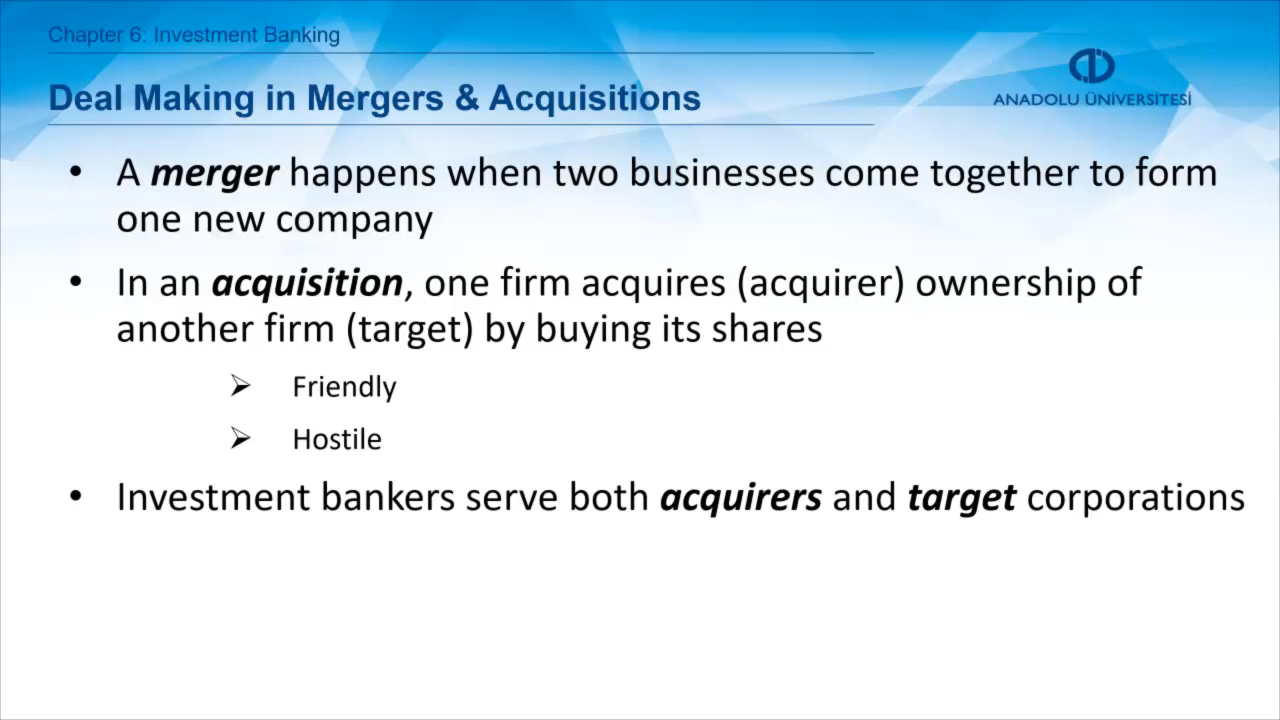 Chapter 6: Investment Banking
Deal Making in Mergers & Acquisitions
ANADOLU ÜNİVERSİTESİ
• A merger happens when two businesses come together to form
one new company
• In an acquisition, one firm acquires (acquirer) ownership of
another firm (target) by buying its shares
➢ Friendly
➢ Hostile
• Investment bankers serve both acquirers and target corporations